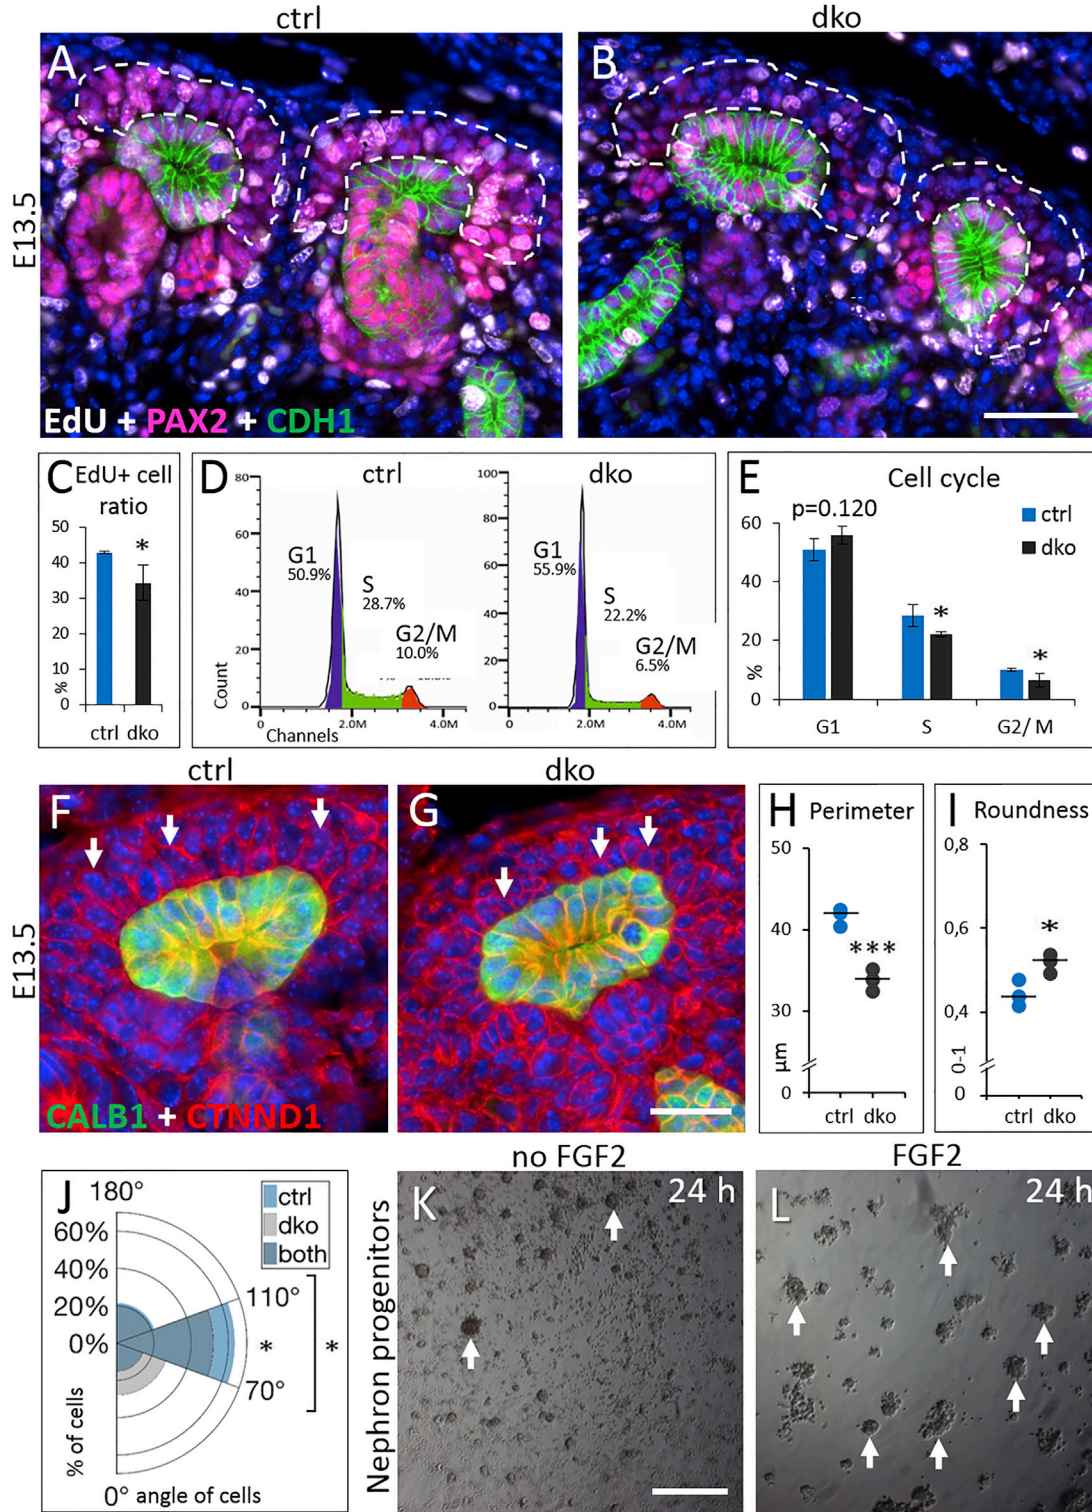 ctrl
dko
A
B
E13.5
EdU + PAX2 + CDH1
C EdU+ cell
ratio
50
40
30
20
10
0
%
*
ctrl dko
D
ctrl
dko
80
60
40
20
0
100
80
60
40
20
0
G1
50.9%
S
28.7%
G2/M
10.0%
G1
55.9%
S
22.2%
G2/M
6.5%
Count
0 2.0M 4.0M
Channels
0 2.0M 4.0M
E Cell cycle
p=0.120
ctrl
dko
60
40
20
0
%
*
*
G1 S G2/ M
ctrl
dko
F
G
E13.5
CALB1 + CTNND1
H Perimeter
50
40
30
0
µm
***
ctrl dko
I Roundness
0,8
0,6
0,4
0
0-1
*
ctrl dko
J
180°
ctrl
dko
both
60%
40%
20%
0%
110°
70°
*
*
% of cells
0° angle of cells
no FGF2
FGF2
K
24 h
L
24 h
Nephron progenitors